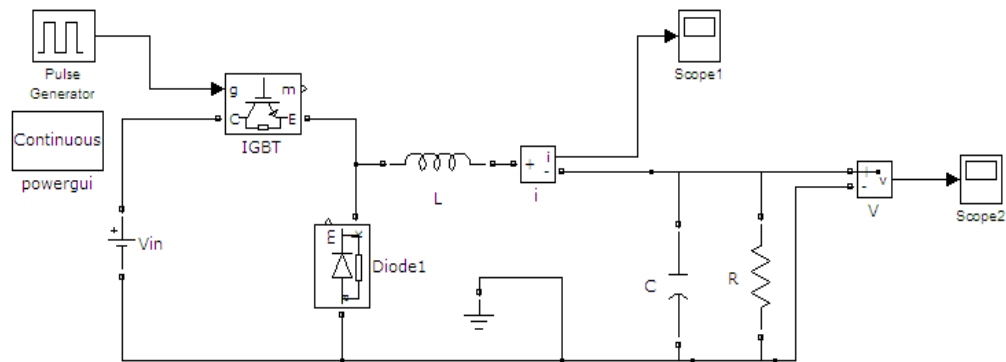 Pulse
Generator
Continuous
powergui
g
m
C
E
IGBT
Vin
E
Diode1
L
+
i
-
i
Scope1
C
R
+
v
-
V
Scope2
+